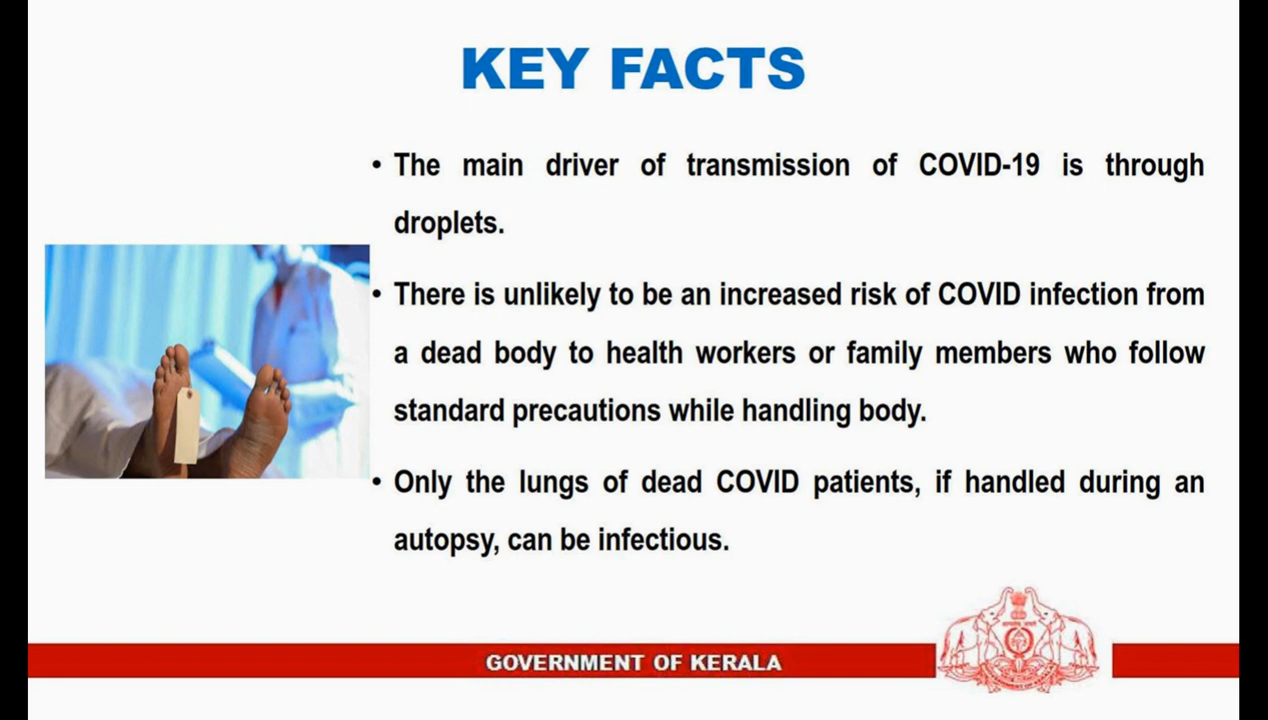 KEY FACTS
• The main driver of transmission of COVID-19 is through
droplets.
• There is unlikely to be an increased risk of COVID infection from
a dead body to health workers or family members who follow
standard precautions while handling body.
• Only the lungs of dead COVID patients, if handled during an
autopsy, can be infectious.
GOVERNMENT OF KERALA